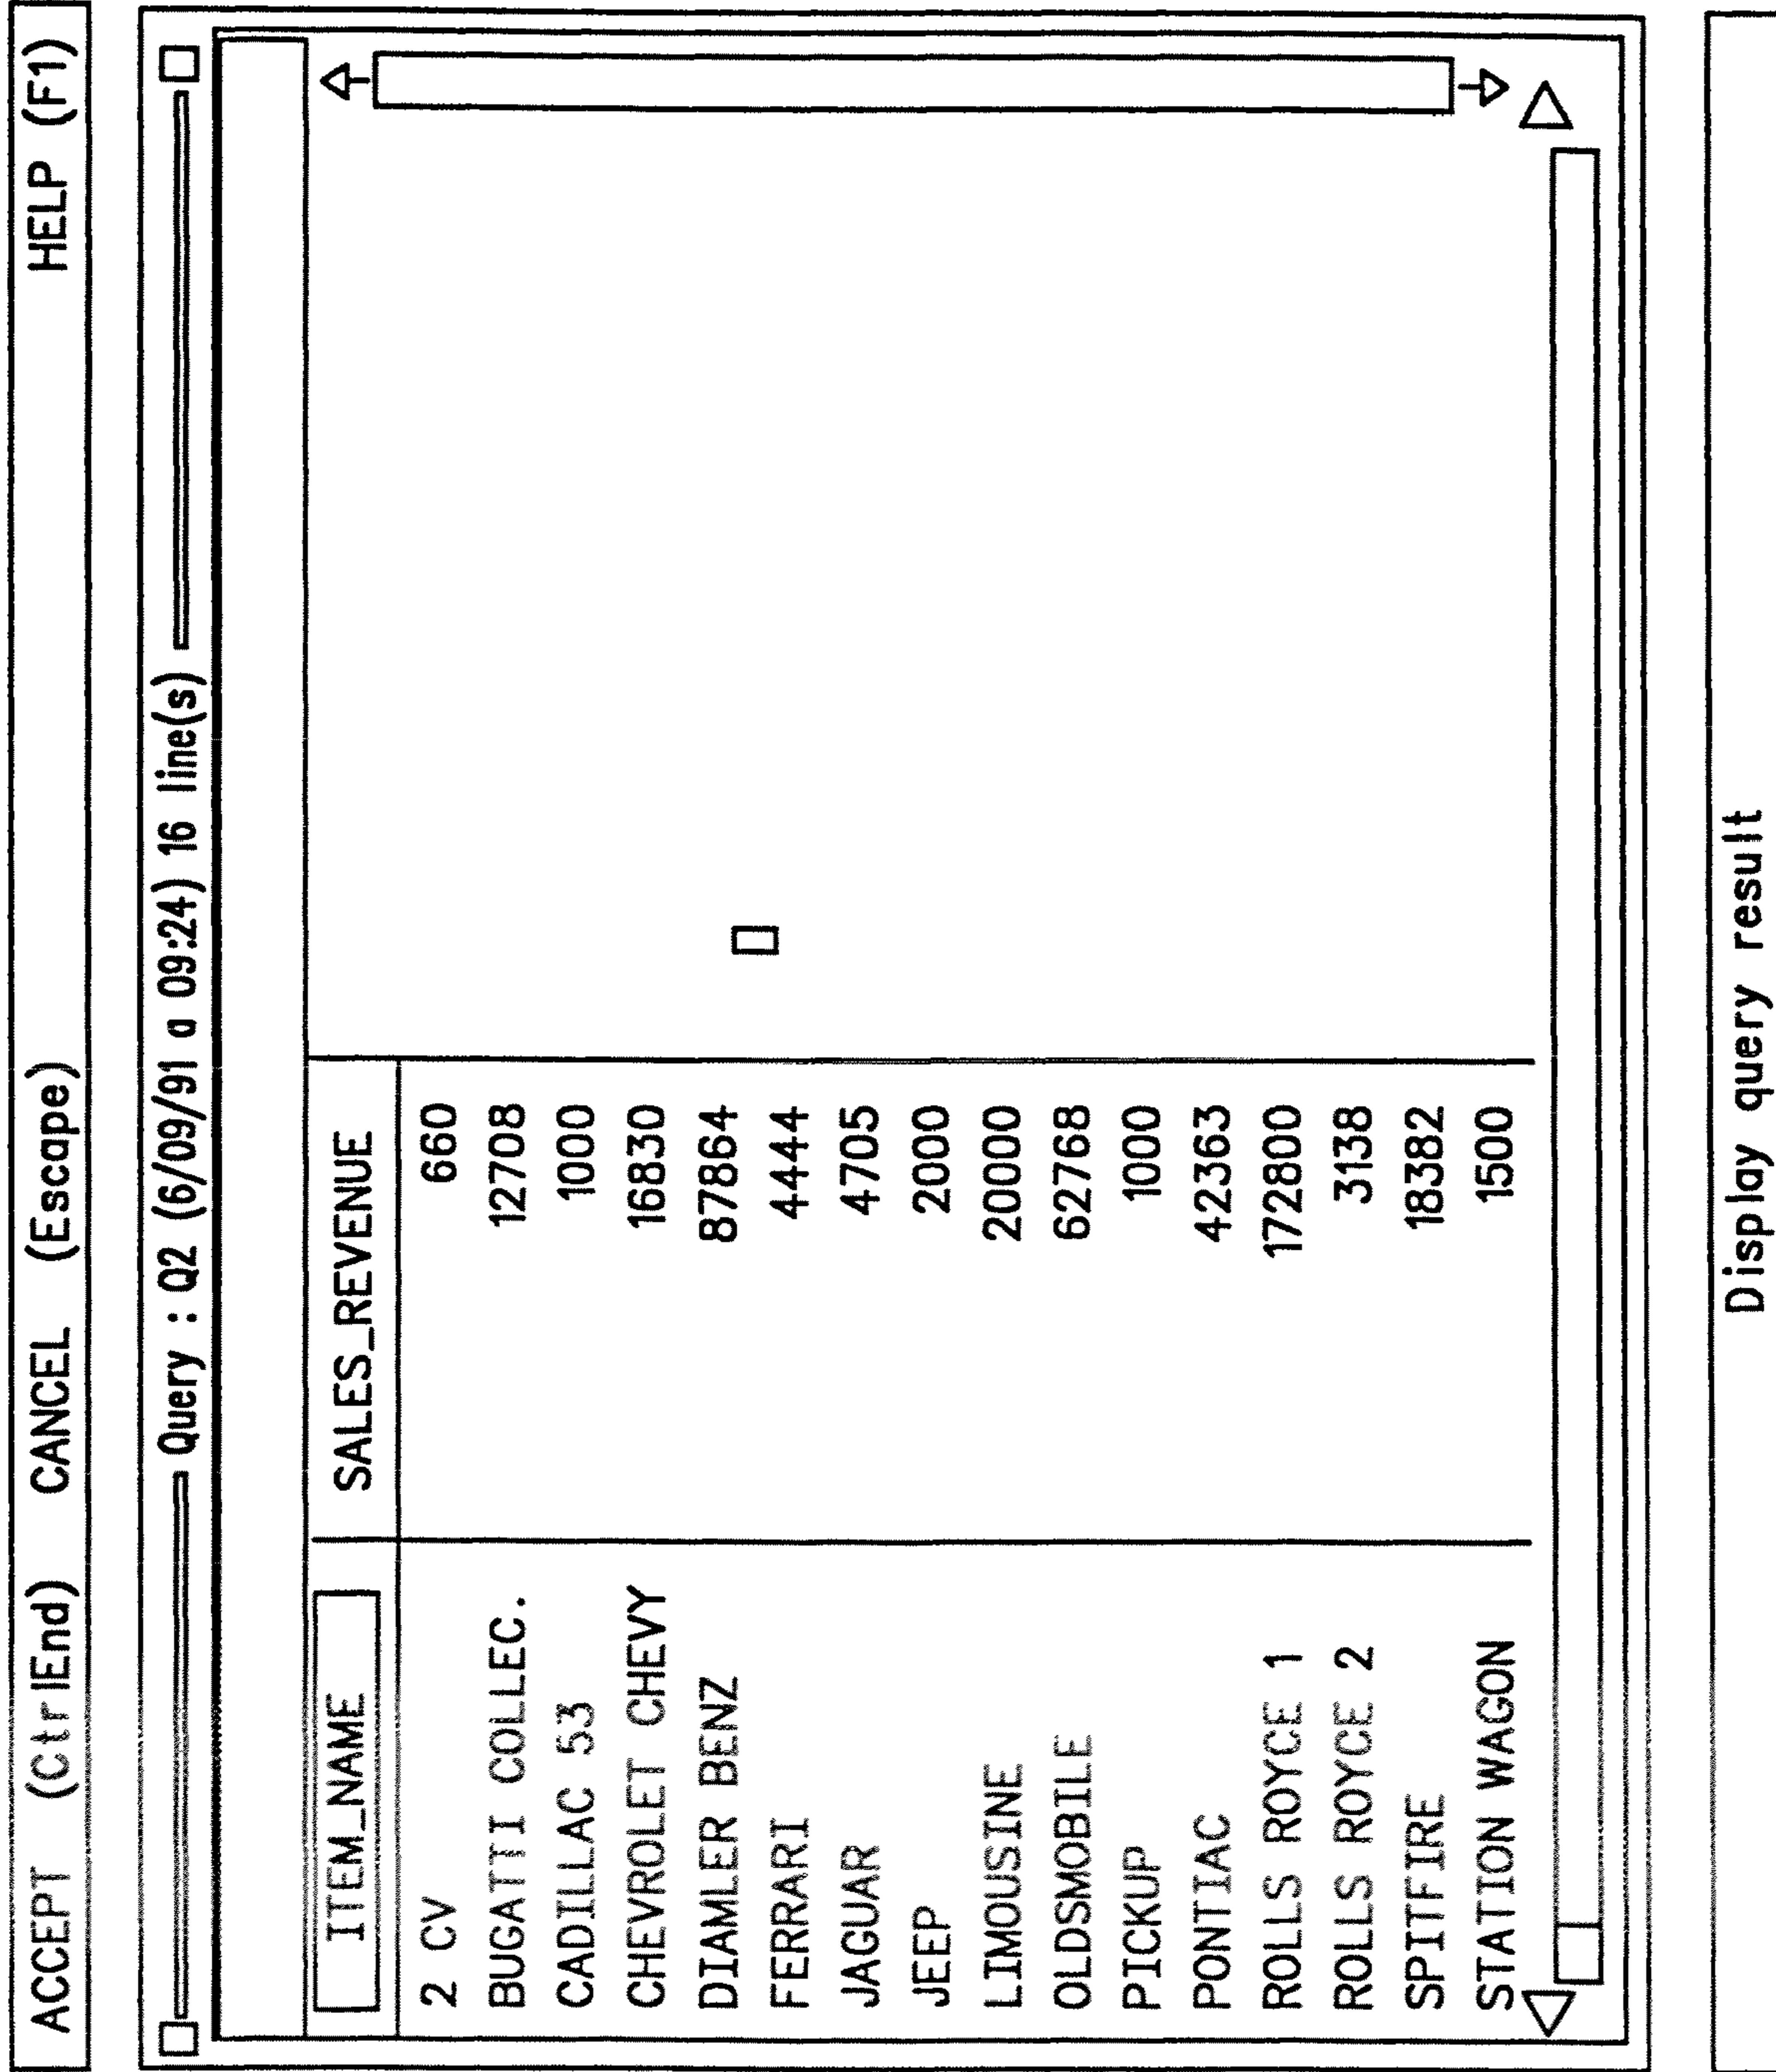 ACCEPT (CtrlEnd) CANCEL (Escape) HELP (F1)
Query : Q2 (6/09/91 a 09:24) 16 line(s)
ITEM_NAME SALES_REVENUE
2 CV 660
BUGATTI COLLEC. 12708
CADILLAC 53 1000
CHEVROLET CHEVY 16830
DIAMLER BENZ 87864
FERRARI 4444
JAGUAR 4705
JEEP 2000
LIMOUSINE 20000
OLDSMOBILE 62768
PICKUP 1000
PONTIAC 42363
ROLLS ROYCE 1 172800
ROLLS ROYCE 2 3138
SPITFIRE 18382
STATION WAGON 1500
Display query result